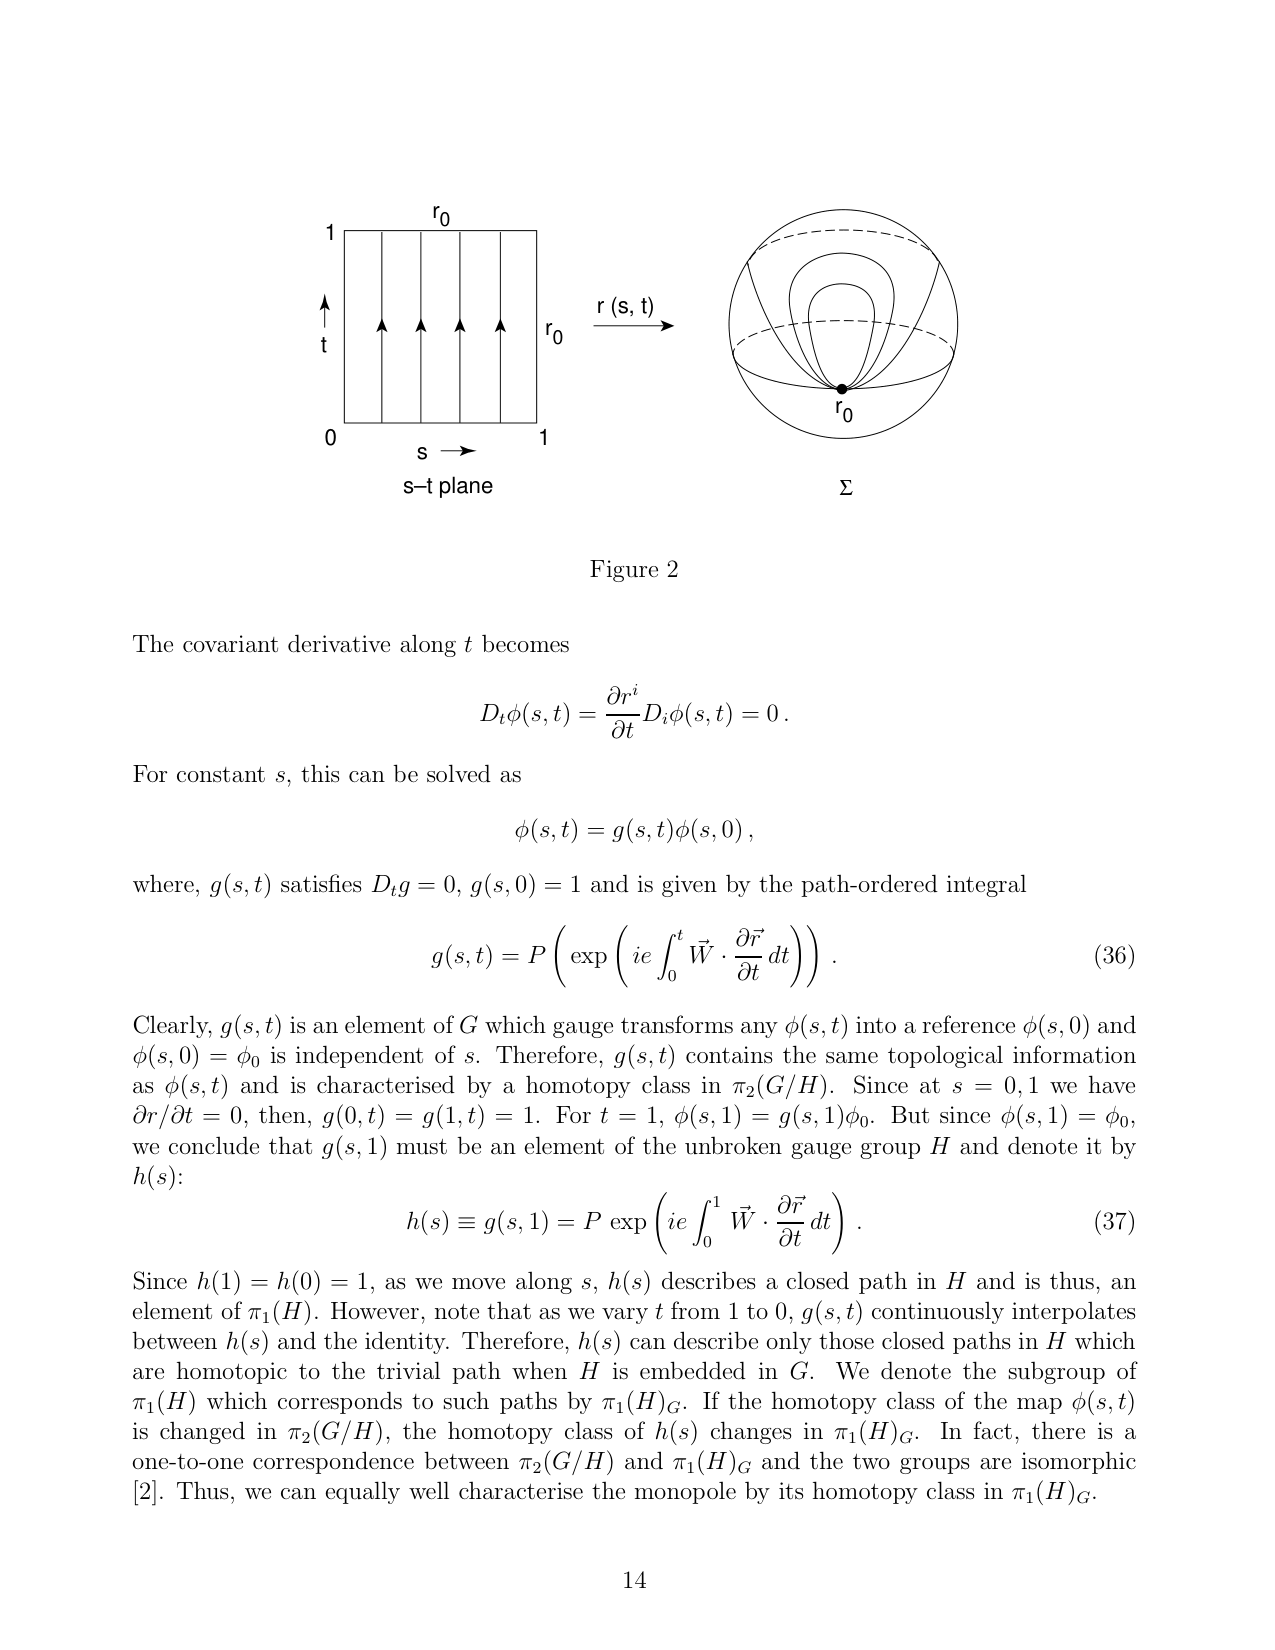 r0
1
t
r0
r (s, t)
r0
0
s
1
s–t plane
Σ
Figure 2
The covariant derivative along t becomes
D_tϕ(s, t) = ∂r^i/∂t D_iϕ(s, t) = 0 .
For constant s, this can be solved as
ϕ(s, t) = g(s, t)ϕ(s, 0) ,
where, g(s, t) satisfies D_tg = 0, g(s, 0) = 1 and is given by the path-ordered integral
g(s, t) = P ( exp ( ie ∫_0^t W⃗ · ∂r⃗/∂t dt ) ) . (36)
Clearly, g(s, t) is an element of G which gauge transforms any ϕ(s, t) into a reference ϕ(s, 0) and
ϕ(s, 0) = ϕ_0 is independent of s. Therefore, g(s, t) contains the same topological information
as ϕ(s, t) and is characterised by a homotopy class in π_2(G/H). Since at s = 0, 1 we have
∂r/∂t = 0, then, g(0, t) = g(1, t) = 1. For t = 1, ϕ(s, 1) = g(s, 1)ϕ_0. But since ϕ(s, 1) = ϕ_0,
we conclude that g(s, 1) must be an element of the unbroken gauge group H and denote it by
h(s):
h(s) ≡ g(s, 1) = P exp ( ie ∫_0^1 W⃗ · ∂r⃗/∂t dt ) . (37)
Since h(1) = h(0) = 1, as we move along s, h(s) describes a closed path in H and is thus, an
element of π_1(H). However, note that as we vary t from 1 to 0, g(s, t) continuously interpolates
between h(s) and the identity. Therefore, h(s) can describe only those closed paths in H which
are homotopic to the trivial path when H is embedded in G. We denote the subgroup of
π_1(H) which corresponds to such paths by π_1(H)_G. If the homotopy class of the map ϕ(s, t)
is changed in π_2(G/H), the homotopy class of h(s) changes in π_1(H)_G. In fact, there is a
one-to-one correspondence between π_2(G/H) and π_1(H)_G and the two groups are isomorphic
[2]. Thus, we can equally well characterise the monopole by its homotopy class in π_1(H)_G.
14